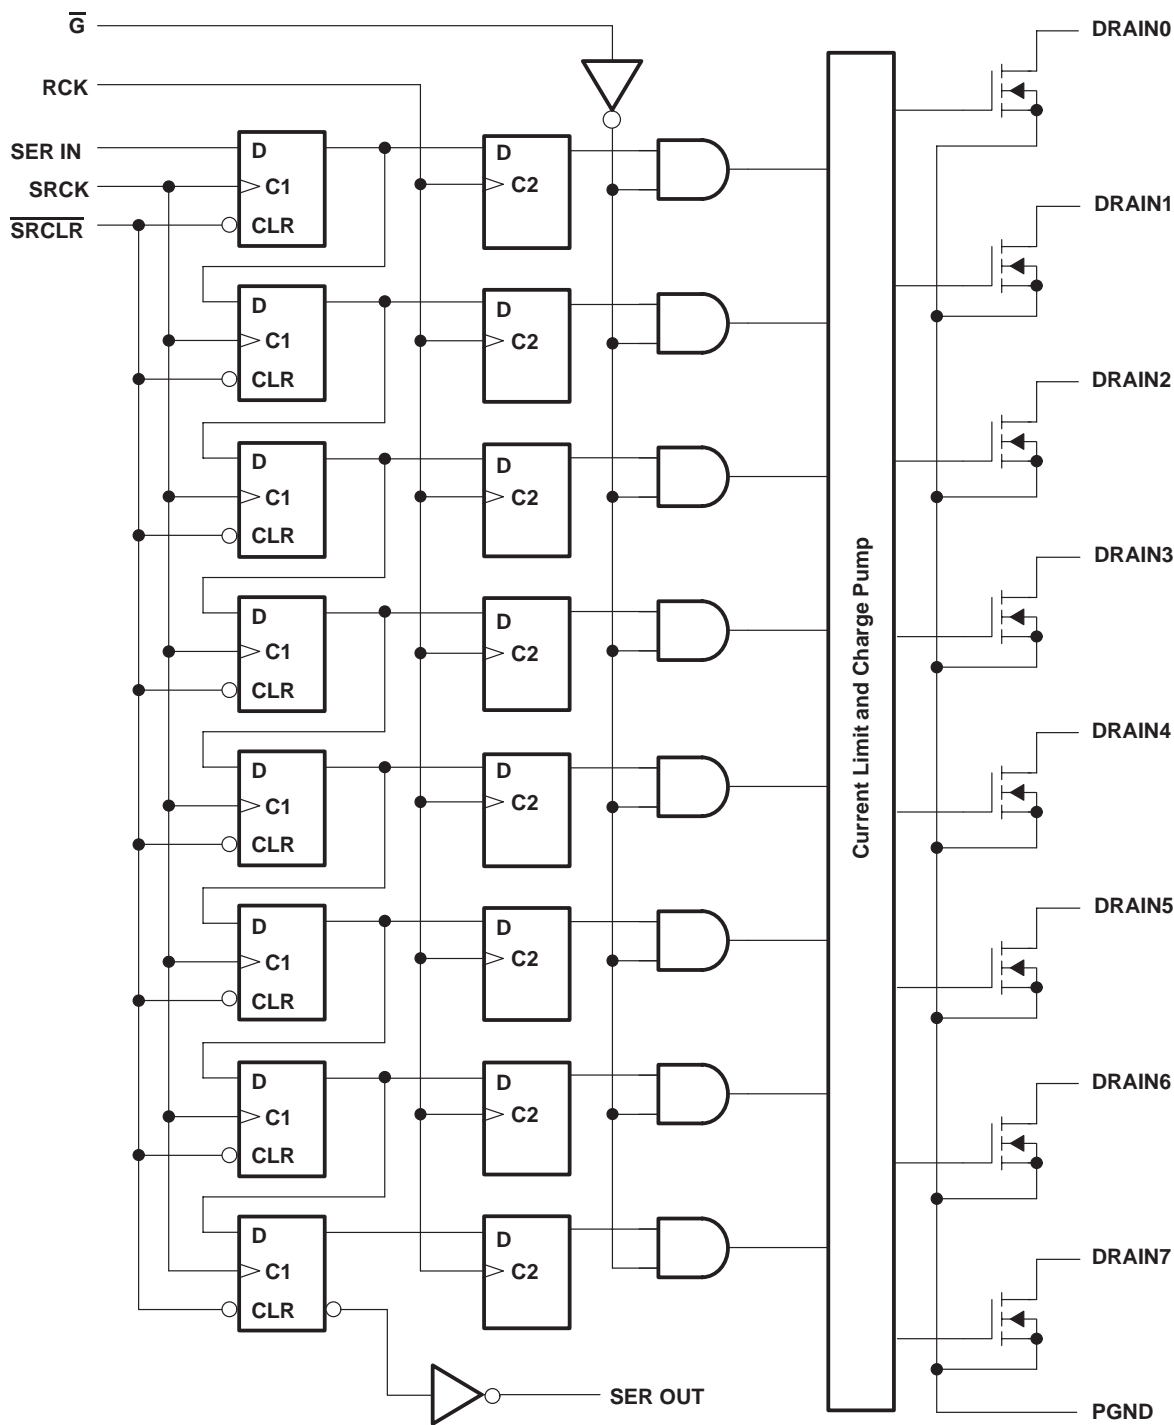 G
DRAIN0
RCK
SER IN
SRCK
SRCLR
D
C1
CLR
D
C2
DRAIN1
D
C1
CLR
D
C2
DRAIN2
D
C1
CLR
D
C2
DRAIN3
D
C1
CLR
D
C2
Current Limit and Charge Pump
DRAIN4
D
C1
CLR
D
C2
DRAIN5
D
C1
CLR
D
C2
DRAIN6
D
C1
CLR
D
C2
DRAIN7
D
C1
CLR
D
C2
SER OUT
PGND